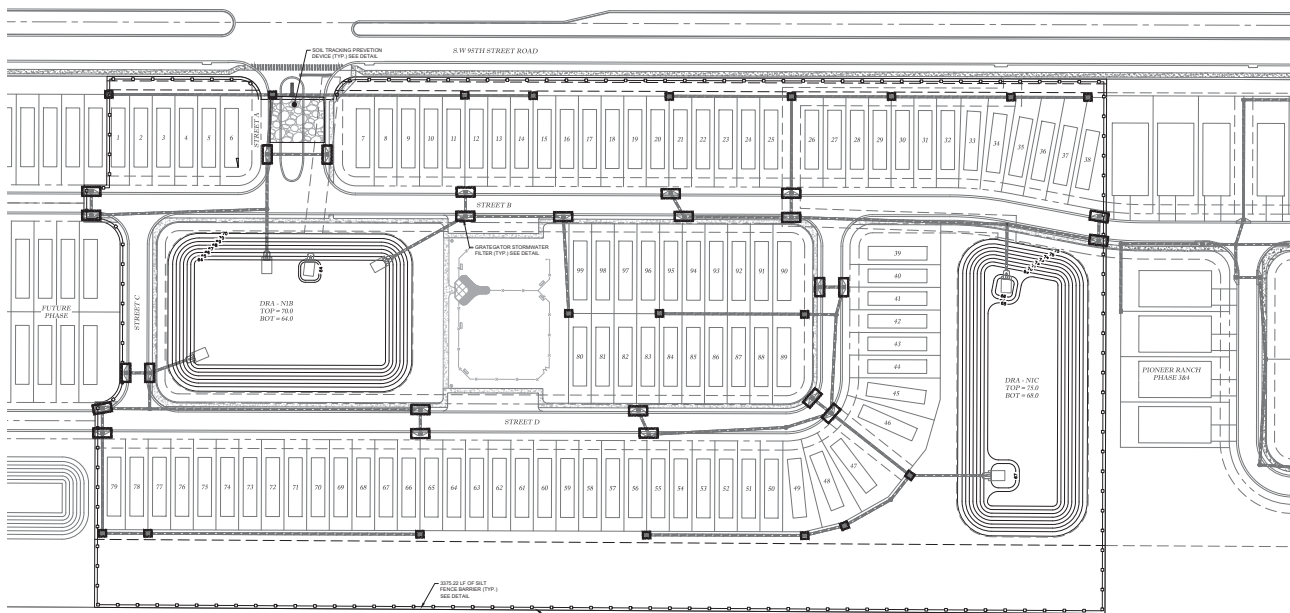 S.W 95TH STREET ROAD
SOIL TRACKING PREVETION
DEVICE (TYP.) SEE DETAIL
STREET A
1 2 3 4 5 6
7 8 9 10 11 12 13 14 15 16 17 18 19 20 21 22 23 24 25
26 27 28 29 30 31 32 33 34 35 36 37 38
STREET B
GRATEGATOR STORMWATER
FILTER (TYP.) SEE DETAIL
99 98 97 96 95 94 93 92 91 90
39
40
41
42
43
44
45
46
47
48
49
FUTURE
PHASE
STREET C
DRA - N1B
TOP = 70.0
BOT = 64.0
64
80 81 82 83 84 85 86 87 88 89
DRA - N1C
TOP = 75.0
BOT = 68.0
PIONEER RANCH
PHASE 3&4
STREET D
79 78 77 76 75 74 73 72 71 70 69 68 67 66 65 64 63 62 61 60 59 58 57 56 55 54 53 52 51 50
3375.22 LF OF SILT
FENCE BARRIER (TYP.)
SEE DETAIL